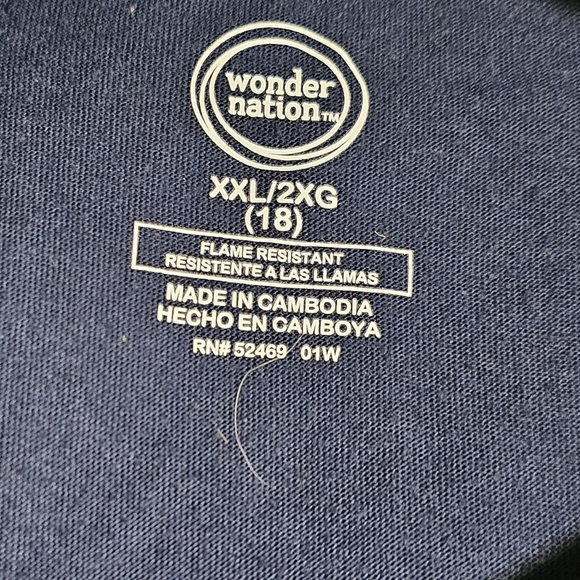 wonder
nation™
XXL/2XG
(18)
FLAME RESISTANT
RESISTENTE A LAS LLAMAS
MADE IN CAMBODIA
HECHO EN CAMBOYA
RN# 52469 01W